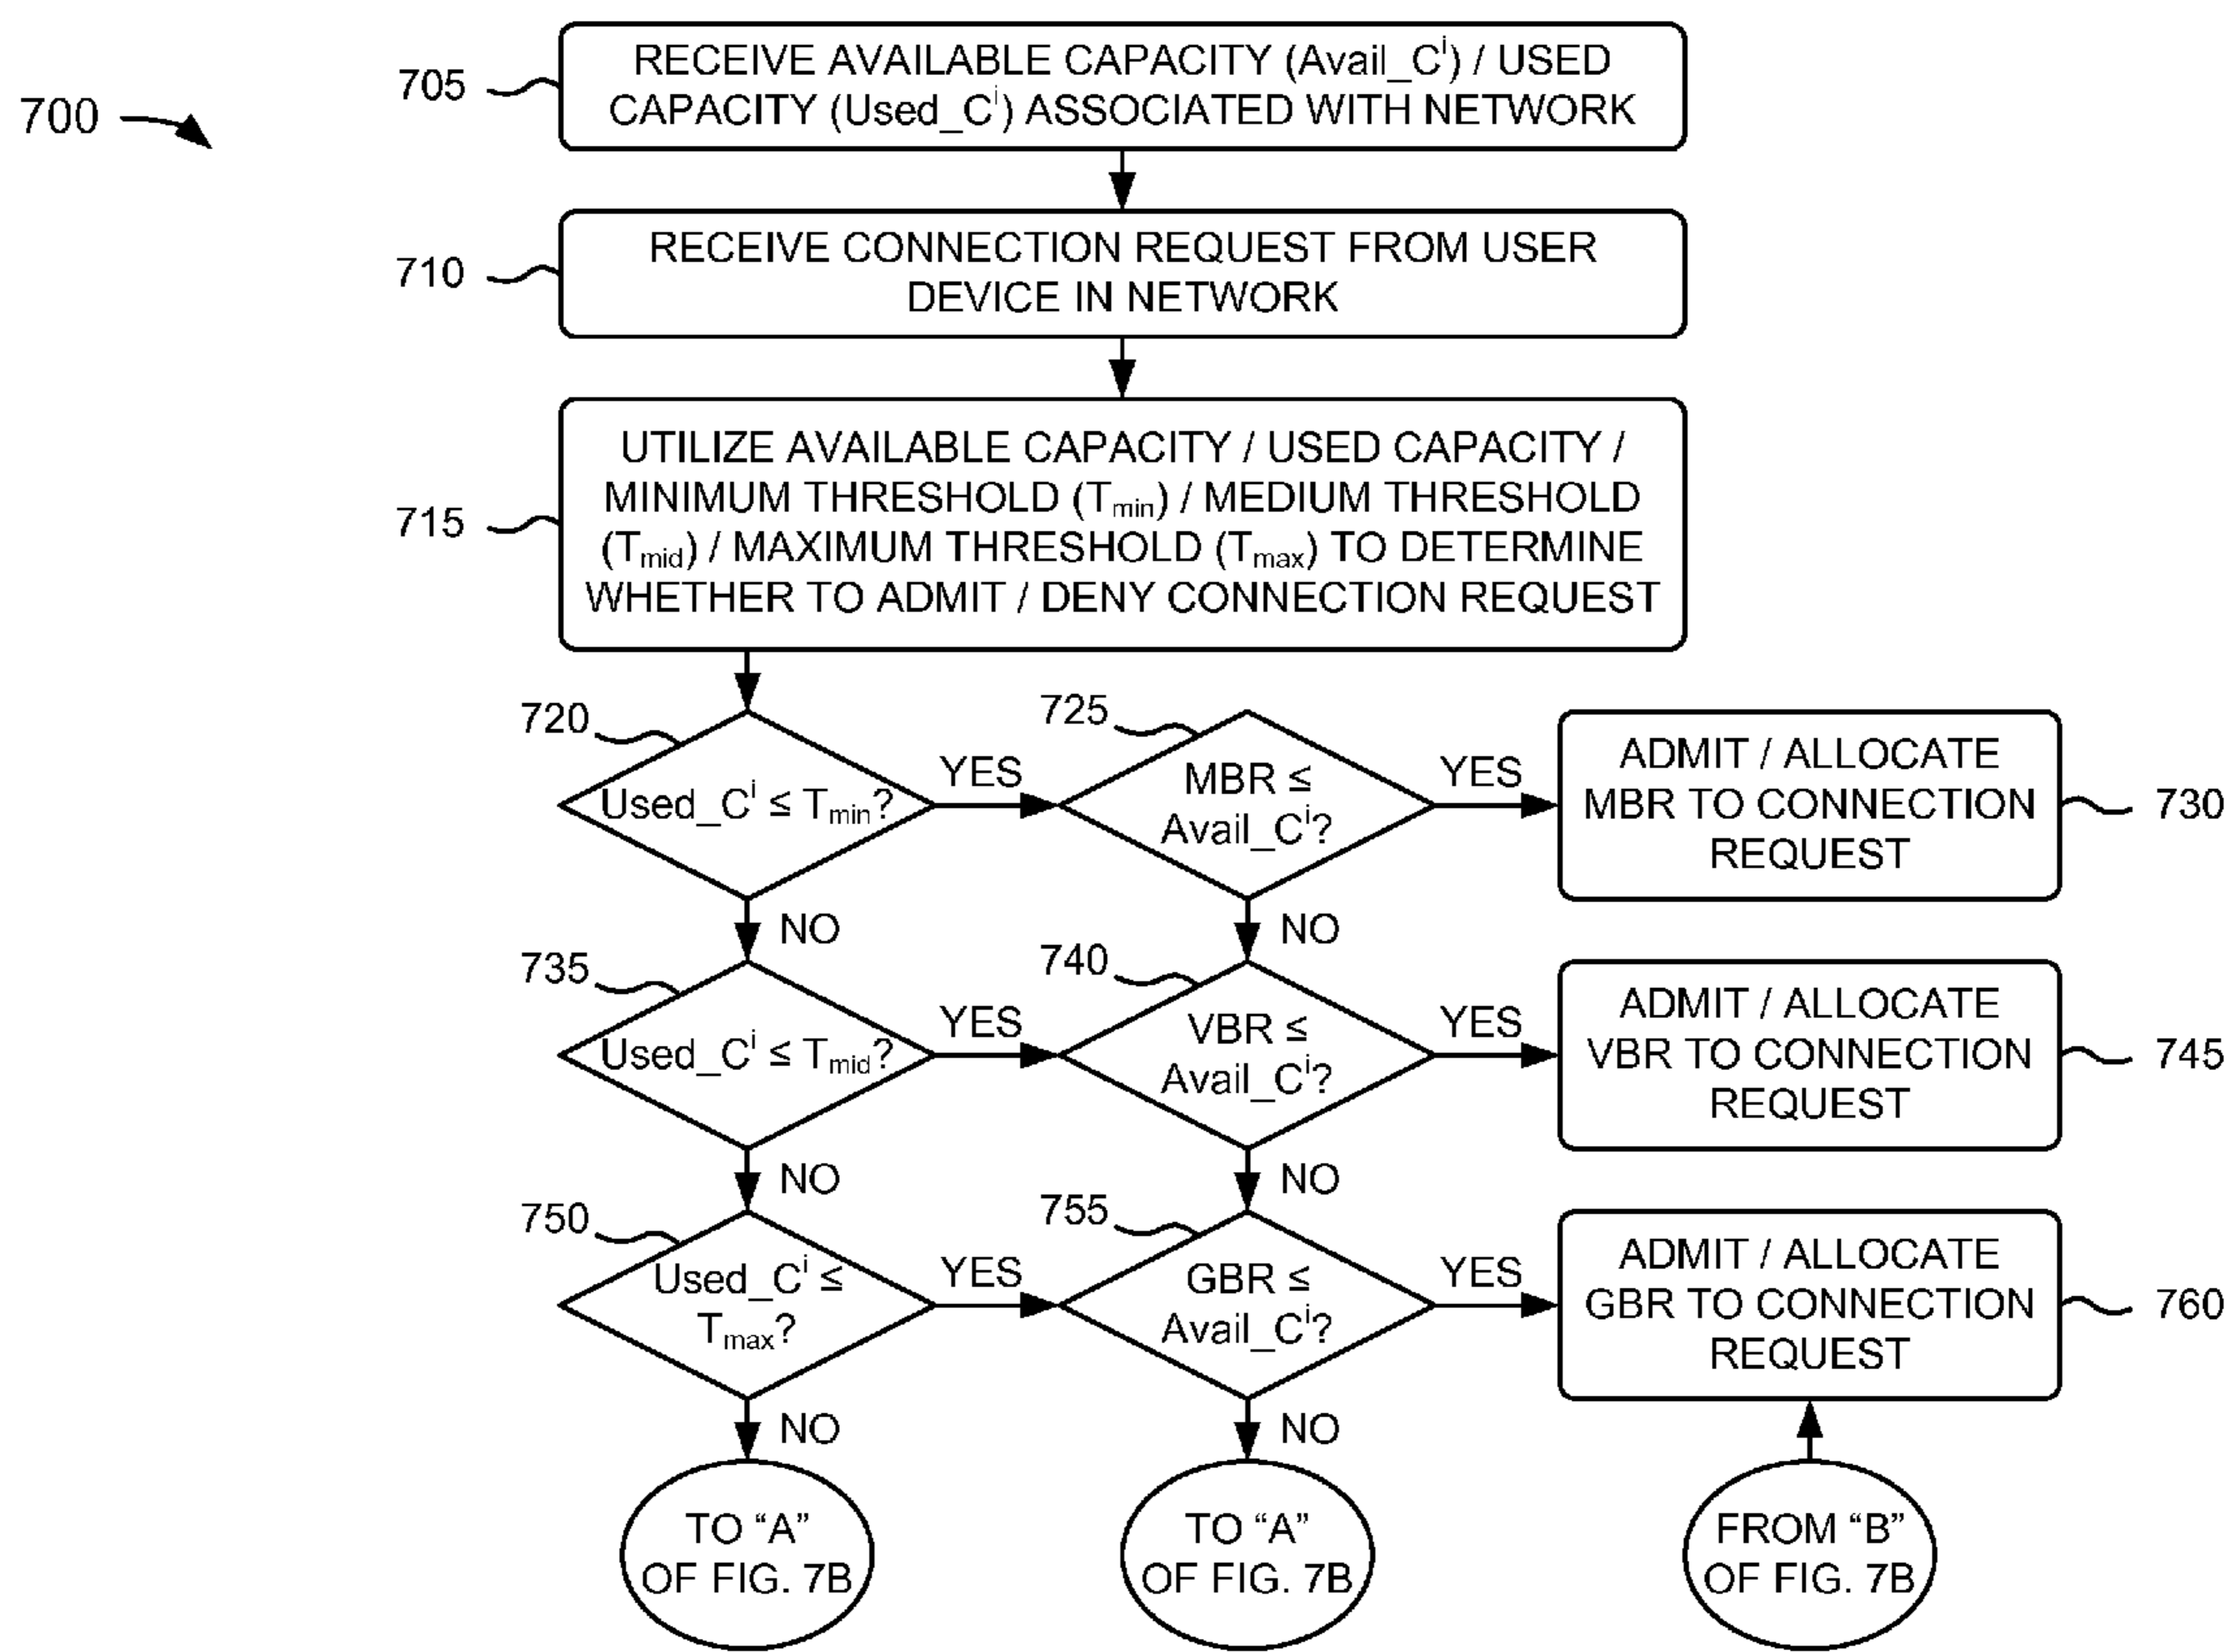 700
705
RECEIVE AVAILABLE CAPACITY (Avail_Cⁱ) / USED
CAPACITY (Used_Cⁱ) ASSOCIATED WITH NETWORK
710
RECEIVE CONNECTION REQUEST FROM USER
DEVICE IN NETWORK
715
UTILIZE AVAILABLE CAPACITY / USED CAPACITY /
MINIMUM THRESHOLD (Tmin) / MEDIUM THRESHOLD
(Tmid) / MAXIMUM THRESHOLD (Tmax) TO DETERMINE
WHETHER TO ADMIT / DENY CONNECTION REQUEST
720
Used_Cⁱ ≤ Tmin?
YES
NO
725
MBR ≤
Avail_Cⁱ?
YES
NO
ADMIT / ALLOCATE
MBR TO CONNECTION
REQUEST
730
735
Used_Cⁱ ≤ Tmid?
YES
NO
740
VBR ≤
Avail_Cⁱ?
YES
NO
ADMIT / ALLOCATE
VBR TO CONNECTION
REQUEST
745
750
Used_Cⁱ ≤
Tmax?
YES
NO
755
GBR ≤
Avail_Cⁱ?
YES
NO
ADMIT / ALLOCATE
GBR TO CONNECTION
REQUEST
760
TO “A”
OF FIG. 7B
TO “A”
OF FIG. 7B
FROM “B”
OF FIG. 7B